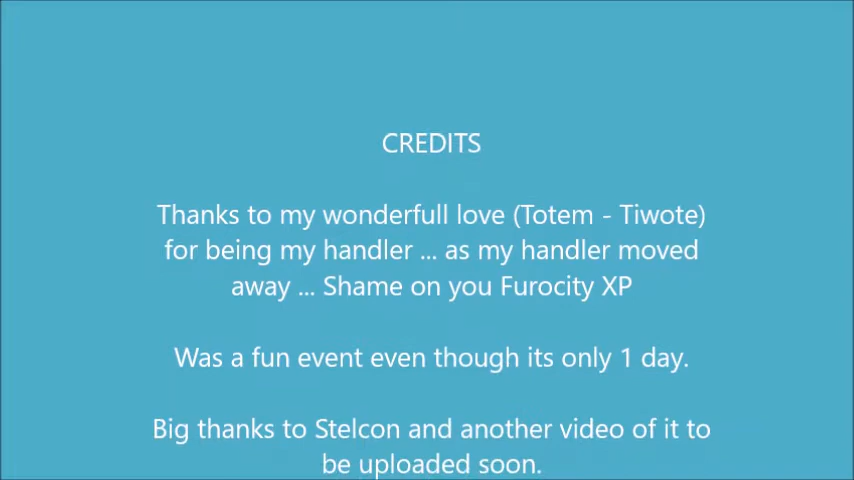 CREDITS
Thanks to my wonderfull love (Totem - Tiwote)
for being my handler ... as my handler moved
away ... Shame on you Furocity XP
Was a fun event even though its only 1 day.
Big thanks to Stelcon and another video of it to
be uploaded soon.